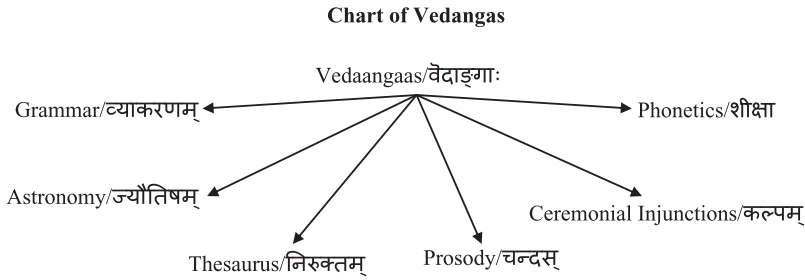 Chart of Vedangas
Vedaangaas/वॆदाङ्गाः
Grammar/व्याकरणम्
Phonetics/शीक्षा
Astronomy/ज्यौतिषम्
Ceremonial Injunctions/कल्पम्
Thesaurus/निरुक्तम्
Prosody/चन्दस्